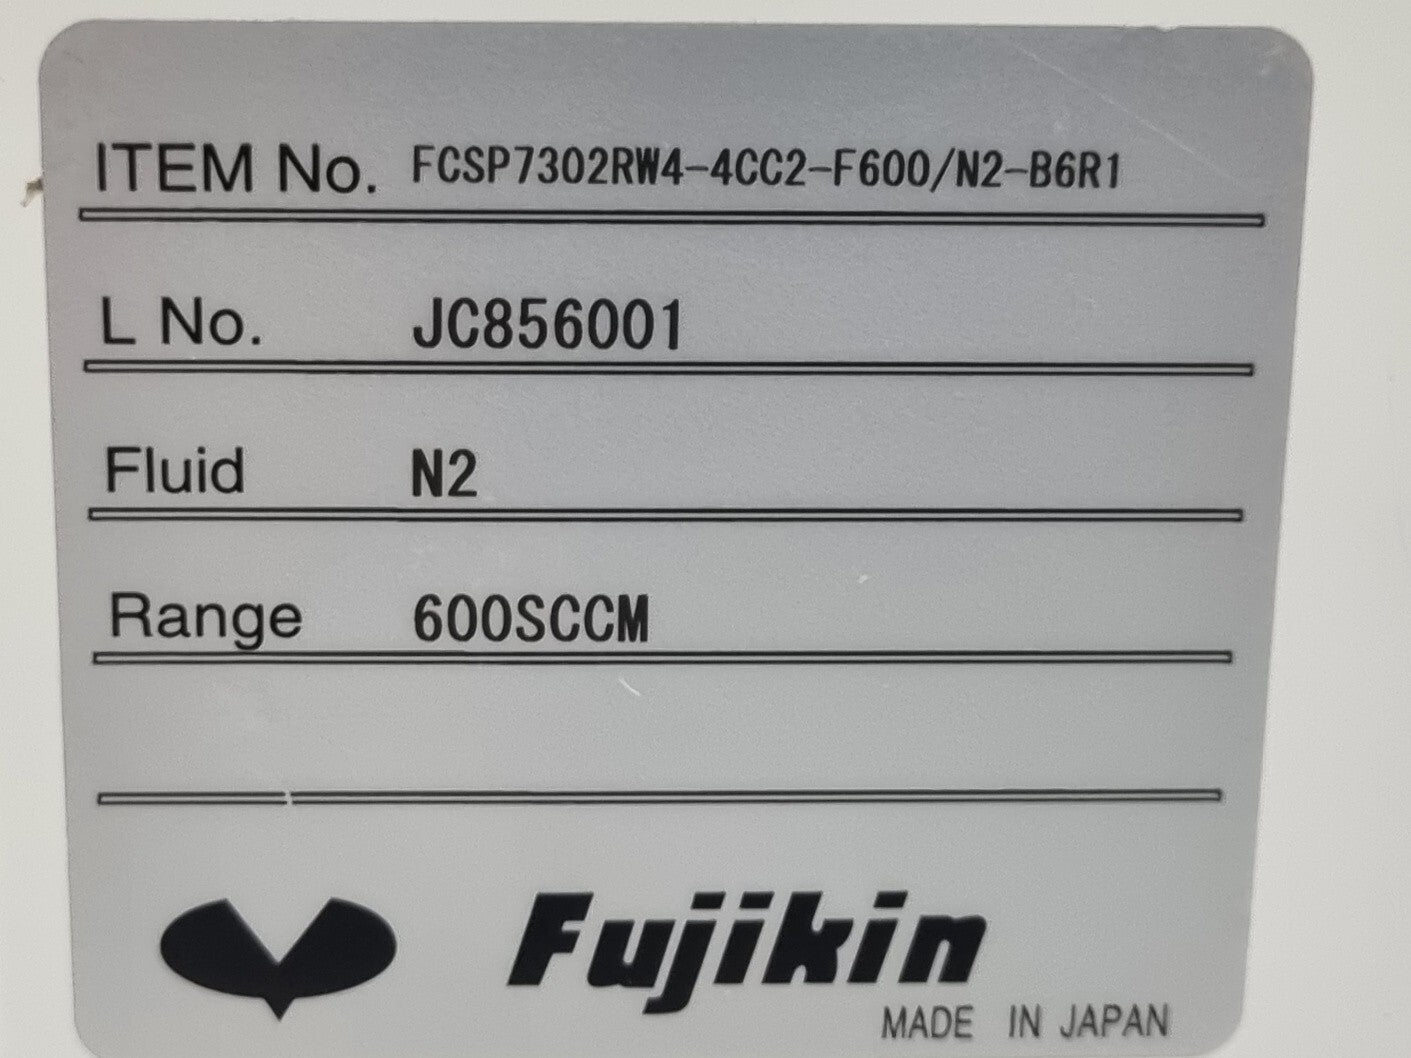 ITEM No. FCSP7302RW4-4CC2-F600/N2-B6R1
L No. JC856001
Fluid N2
Range 600SCCM
Fujikin
MADE IN JAPAN